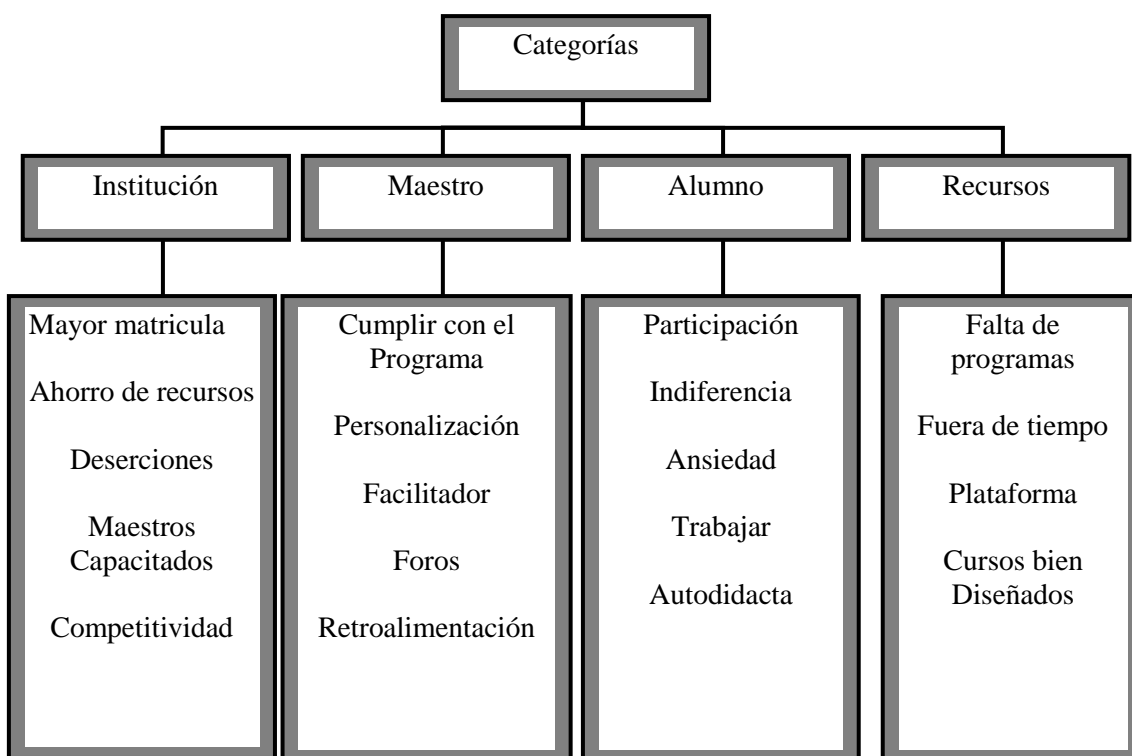 Categorías
Institución
Maestro
Alumno
Recursos
Mayor matricula
Ahorro de recursos
Deserciones
Maestros
Capacitados
Competitividad
Cumplir con el
Programa
Personalización
Facilitador
Foros
Retroalimentación
Participación
Indiferencia
Ansiedad
Trabajar
Autodidacta
Falta de
programas
Fuera de tiempo
Plataforma
Cursos bien
Diseñados